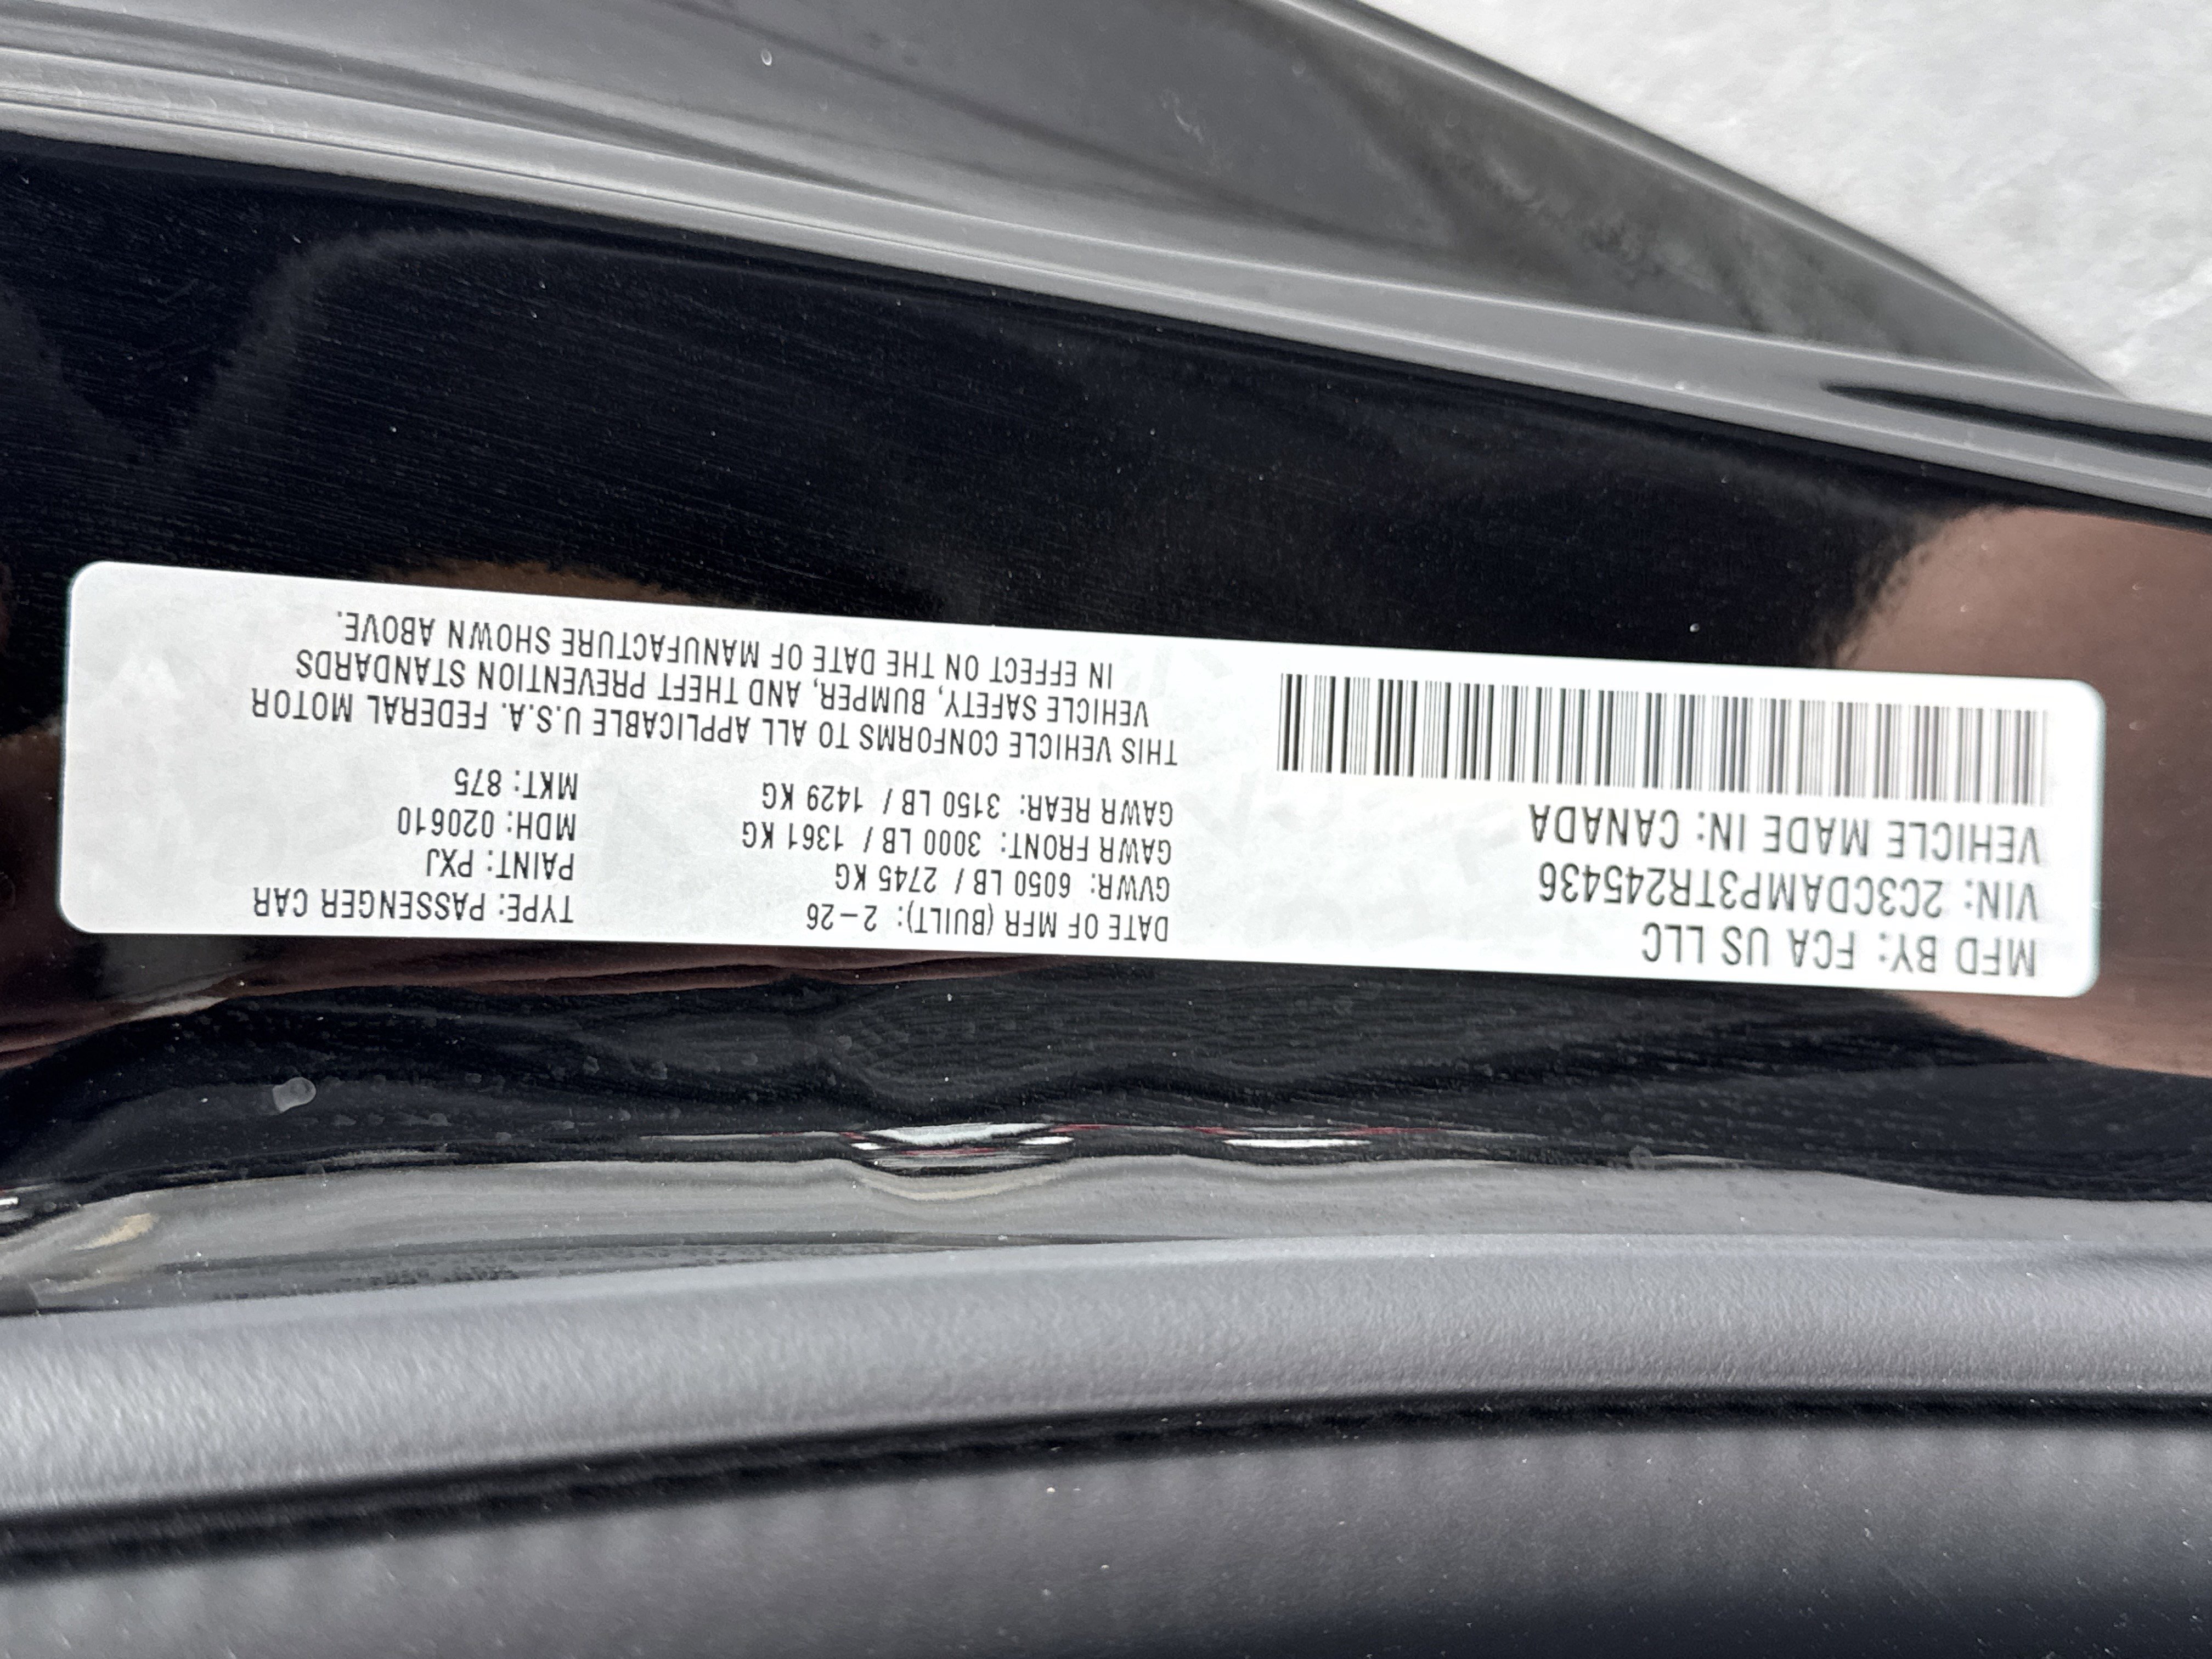 MFD BY: FCA US LLC
VIN: 2C3CDAMP3TR245436
VEHICLE MADE IN: CANADA
DATE OF MFR (BUILT): 2-26
GVWR: 6050 LB / 2745 KG
GAWR FRONT: 3000 LB / 1361 KG
GAWR REAR: 3150 LB / 1429 KG
TYPE: PASSENGER CAR
PAINT: PXJ
MDH: 020610
MKT: 875
THIS VEHICLE CONFORMS TO ALL APPLICABLE U.S.A. FEDERAL MOTOR
VEHICLE SAFETY, BUMPER, AND THEFT PREVENTION STANDARDS
IN EFFECT ON THE DATE OF MANUFACTURE SHOWN ABOVE.